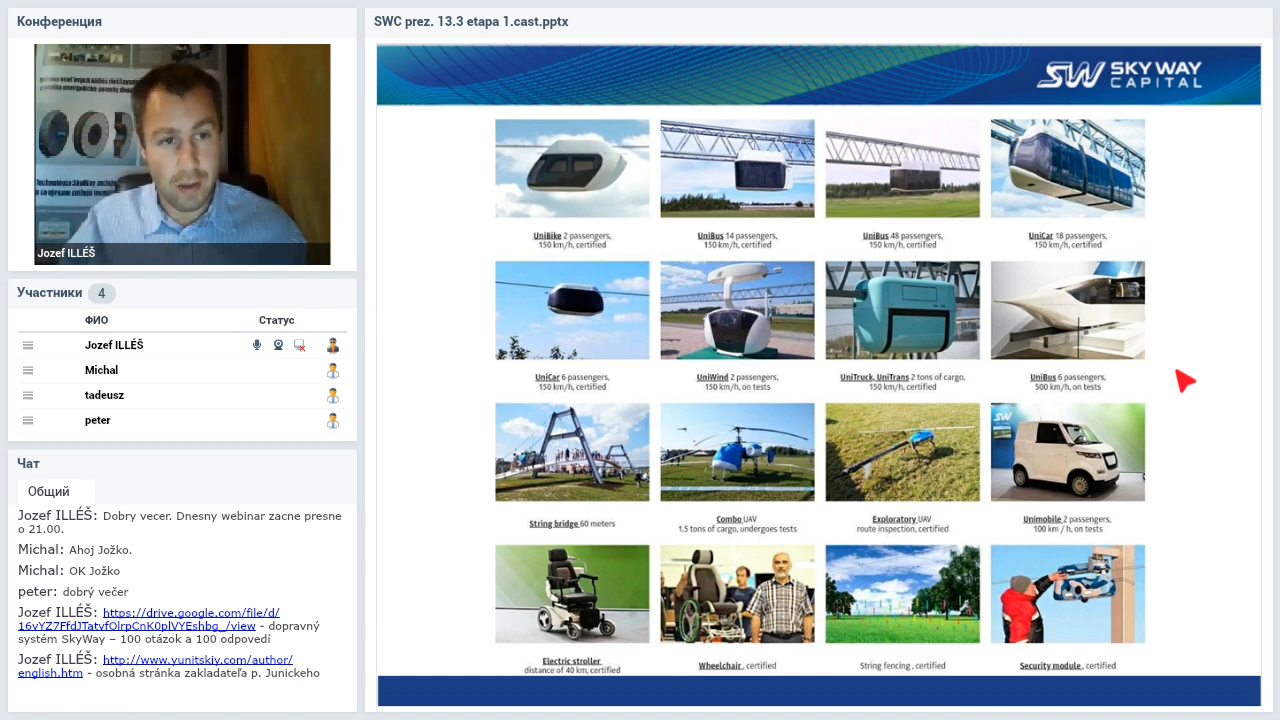 Конференция
Jozef ILLÉŠ
Участники 4
ФИО Статус
Jozef ILLÉŠ
Michal
tadeusz
peter
Чат
Общий
Jozef ILLÉŠ: Dobry vecer. Dnesny webinar zacne presne
o 21.00.
Michal: Ahoj Jožko.
Michal: OK Jožko
peter: dobrý večer
Jozef ILLÉŠ: https://drive.google.com/file/d/
- dopravný
systém SkyWay – 100 otázok a 100 odpovedí
Jozef ILLÉŠ: http://www.yunitskiy.com/author/
english.htm - osobná stránka zakladateľa p. Junickeho
SWC prez. 13.3 etapa 1.cast.pptx
SW SKY WAY
CAPITAL
UniBike 2 passengers,
150 km/h, certified
UniBus 14 passengers,
150 km/h, certified
UniBus 48 passengers,
150 km/h, certified
UniCar 18 passengers,
150 km/h, certified
UniCar 6 passengers,
150 km/h, certified
UniWind 2 passengers,
150 km/h, on tests
UniTruck, UniTrans 2 tons of cargo,
150 km/h, certified
UniBus 6 passengers,
500 km/h, on tests
String bridge 60 meters
Combo UAV
1.5 tons of cargo, undergoes tests
Exploratory UAV
route inspection, certified
SW
Unimobile 2 passengers,
100 km / h, on tests
Electric stroller
distance of 40 km, certified
Wheelchair , certified
String fencing , certified
Security module , certified